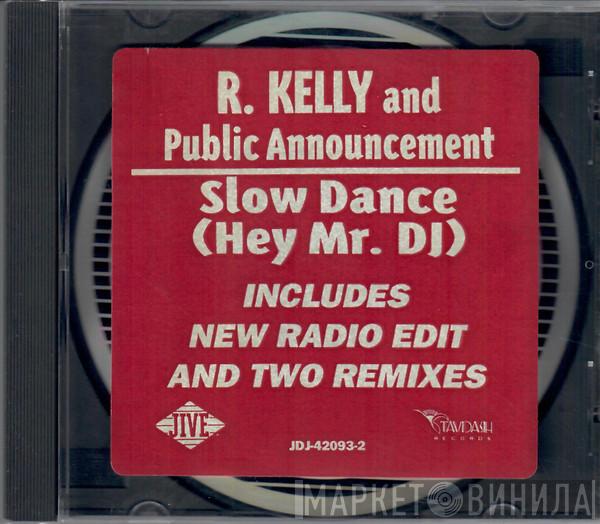 R. KELLY and
Public Announcement
Slow Dance
(Hey Mr. DJ)
INCLUDES
NEW RADIO EDIT
AND TWO REMIXES
JIVE
STAVDASH
RECORDS
JDJ-42093-2
МАРКЕТ ВИНИЛА